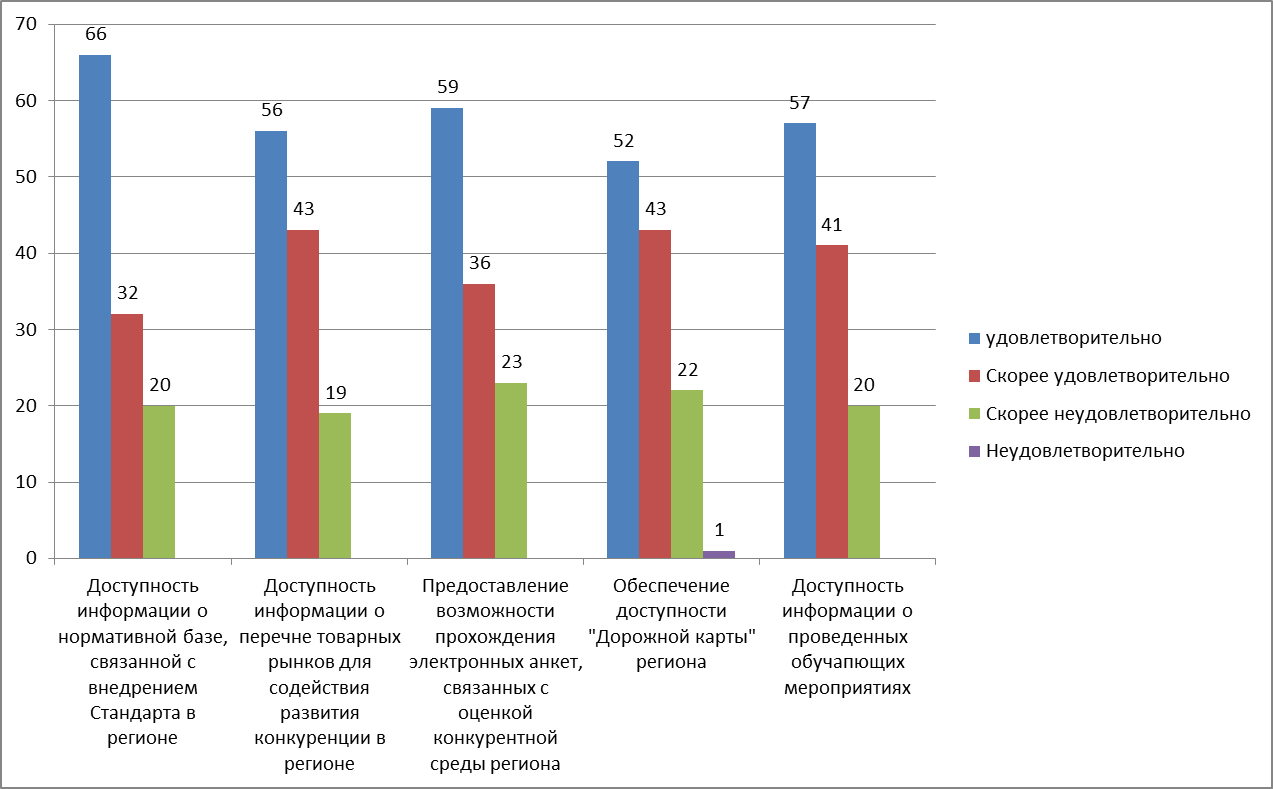 70
60
50
40
30
20
10
0
66
32
20
56
43
19
59
36
23
52
43
22
1
57
41
20
Доступность
информации о
нормативной базе,
связанной с
внедрением
Стандарта в
регионе
Доступность
информации о
перечне товарных
рынков для
содействия
развития
конкуренции в
регионе
Предоставление
возможности
прохождения
электронных анкет,
связанных с
оценкой
конкурентной
среды региона
Обеспечение
доступности
"Дорожной карты"
региона
Доступность
информации о
проведенных
обучапющих
мероприятиях
удовлетворительно
Скорее удовлетворительно
Скорее неудовлетворительно
Неудовлетворительно